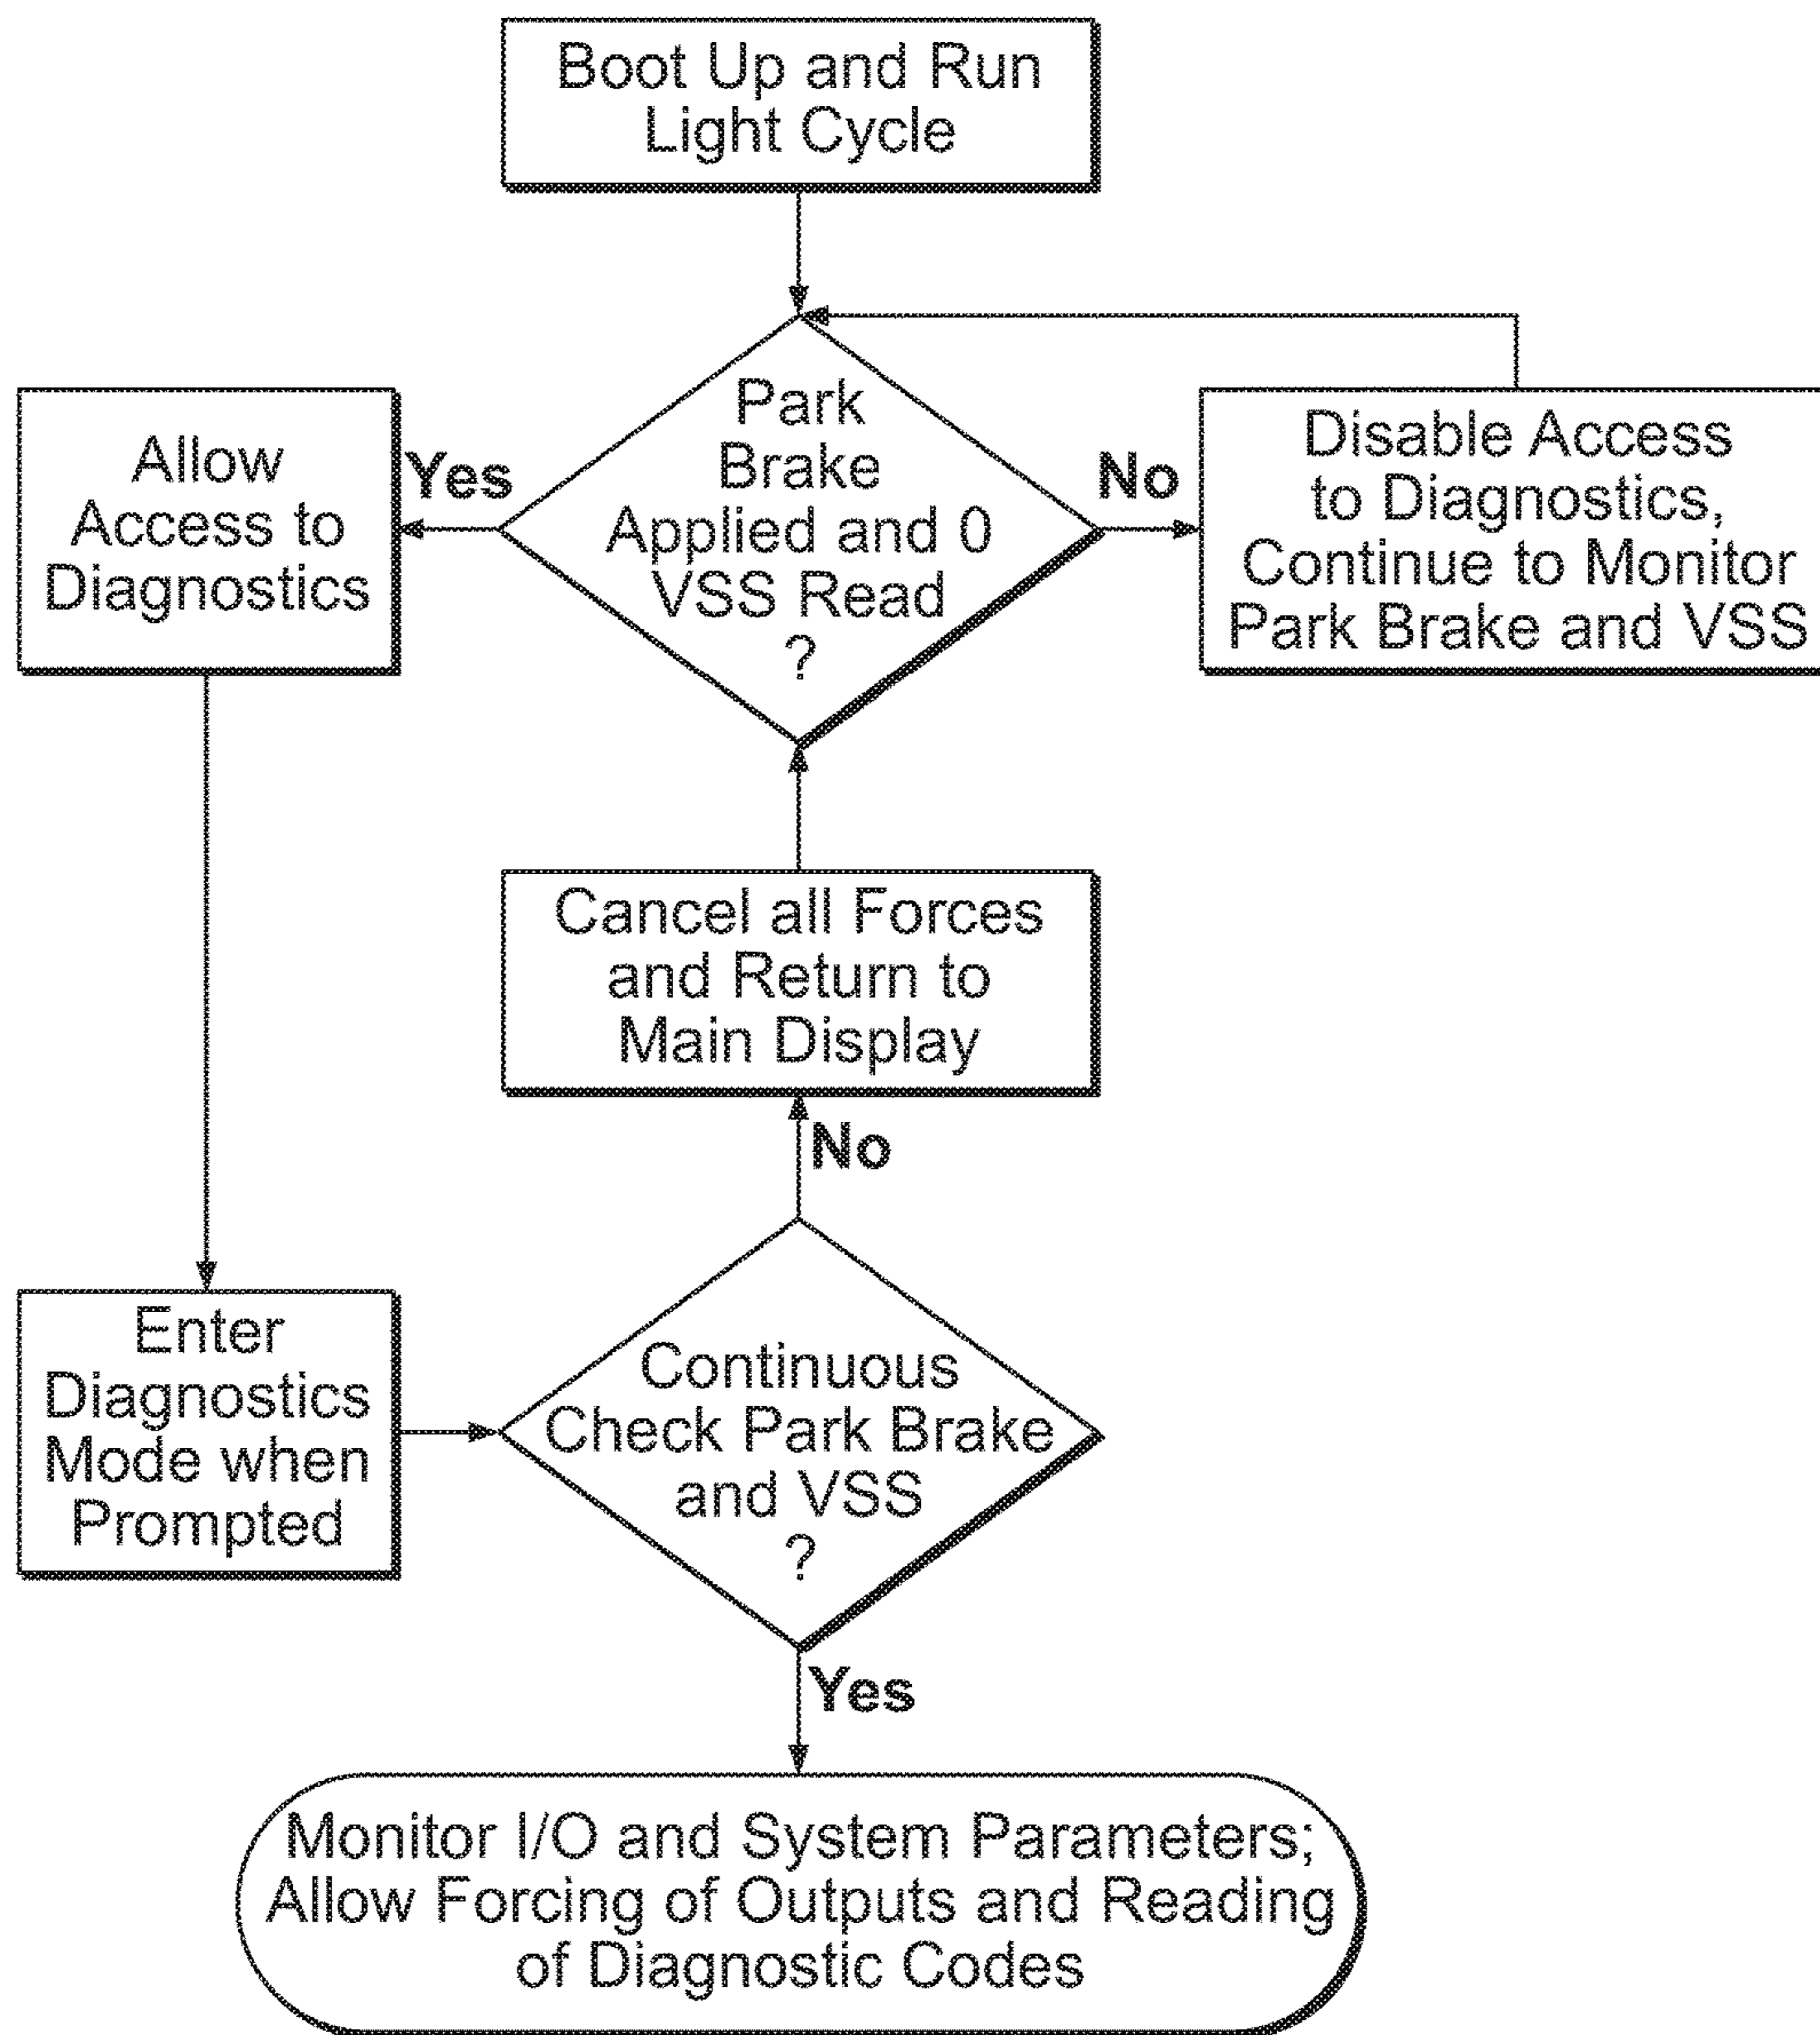 Boot Up and Run
Light Cycle
Park
Brake
Applied and 0
VSS Read
?
Yes
No
Allow
Access to
Diagnostics
Disable Access
to Diagnostics,
Continue to Monitor
Park Brake and VSS
Cancel all Forces
and Return to
Main Display
No
Enter
Diagnostics
Mode when
Prompted
Continuous
Check Park Brake
and VSS
?
Yes
Monitor I/O and System Parameters;
Allow Forcing of Outputs and Reading
of Diagnostic Codes